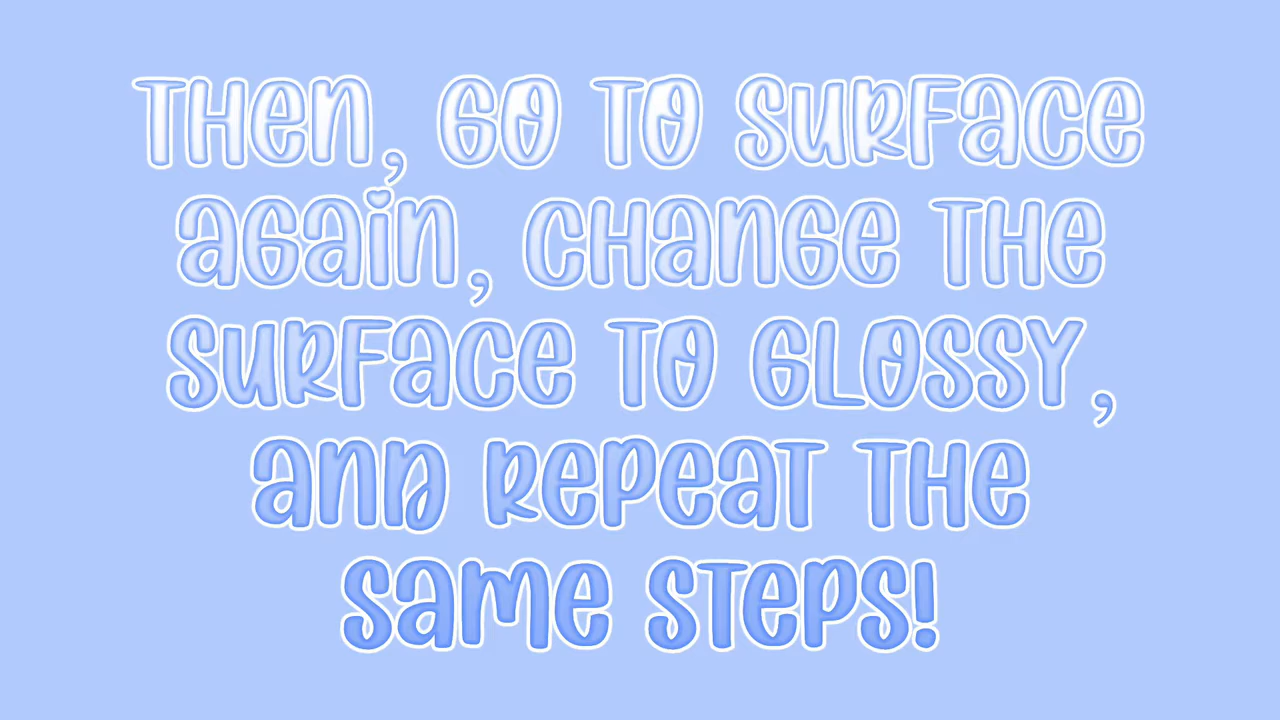 THEN, GO TO SURFACE
AGAIN, CHANGE THE
SURFACE TO GLOSSY,
AND REPEAT THE
SAME STEPS!